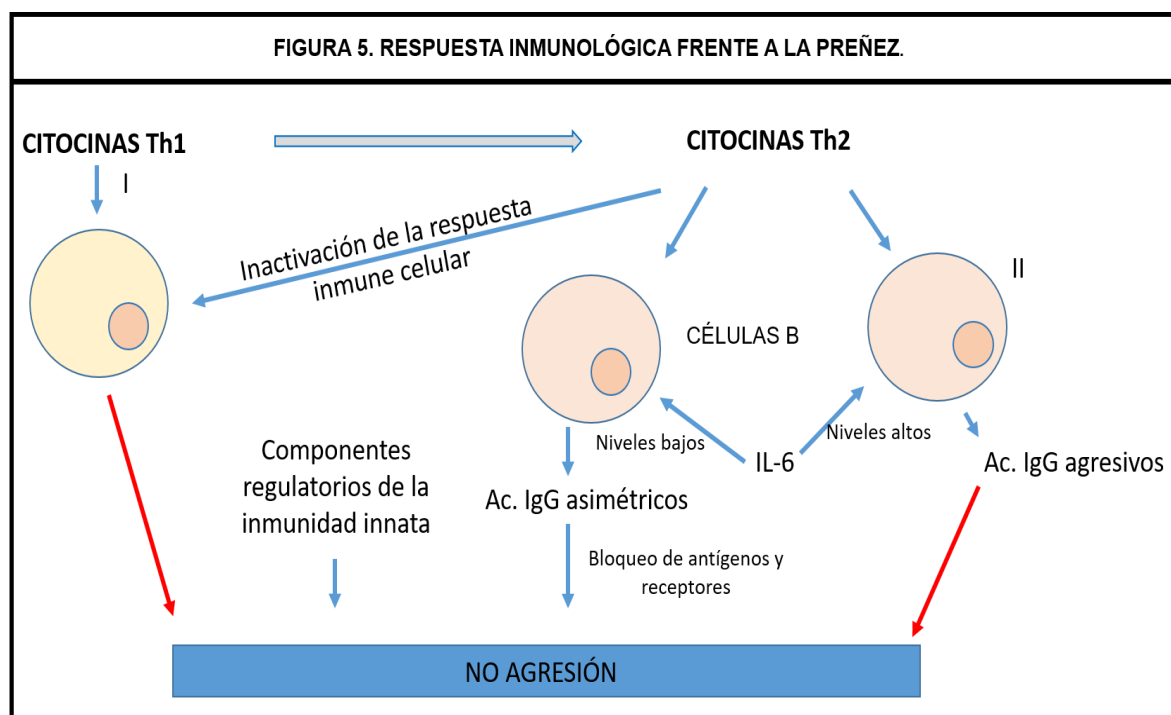 FIGURA 5. RESPUESTA INMUNOLÓGICA FRENTE A LA PREÑEZ.
CITOCINAS Th1
CITOCINAS Th2
I
Inactivación de la respuesta
inmune celular
II
CÉLULAS B
Niveles bajos
Niveles altos
IL-6
Componentes
regulatorios de la
inmunidad innata
Ac. IgG asimétricos
Ac. IgG agresivos
Bloqueo de antígenos y
receptores
NO AGRESIÓN